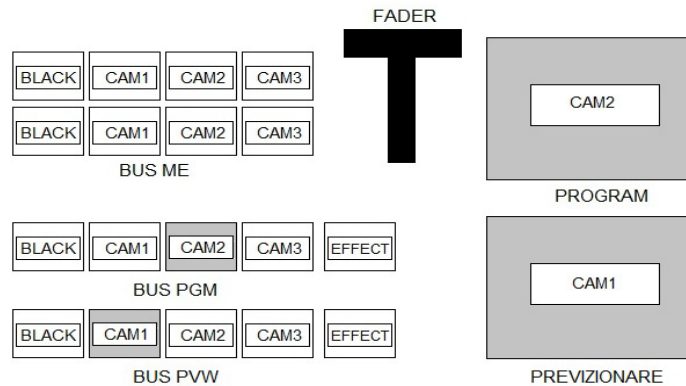 FADER
BLACK CAM1 CAM2 CAM3
BLACK CAM1 CAM2 CAM3
BUS ME
CAM2
PROGRAM
BLACK CAM1 CAM2 CAM3 EFFECT
BUS PGM
BLACK CAM1 CAM2 CAM3 EFFECT
BUS PVW
CAM1
PREVIZIONARE